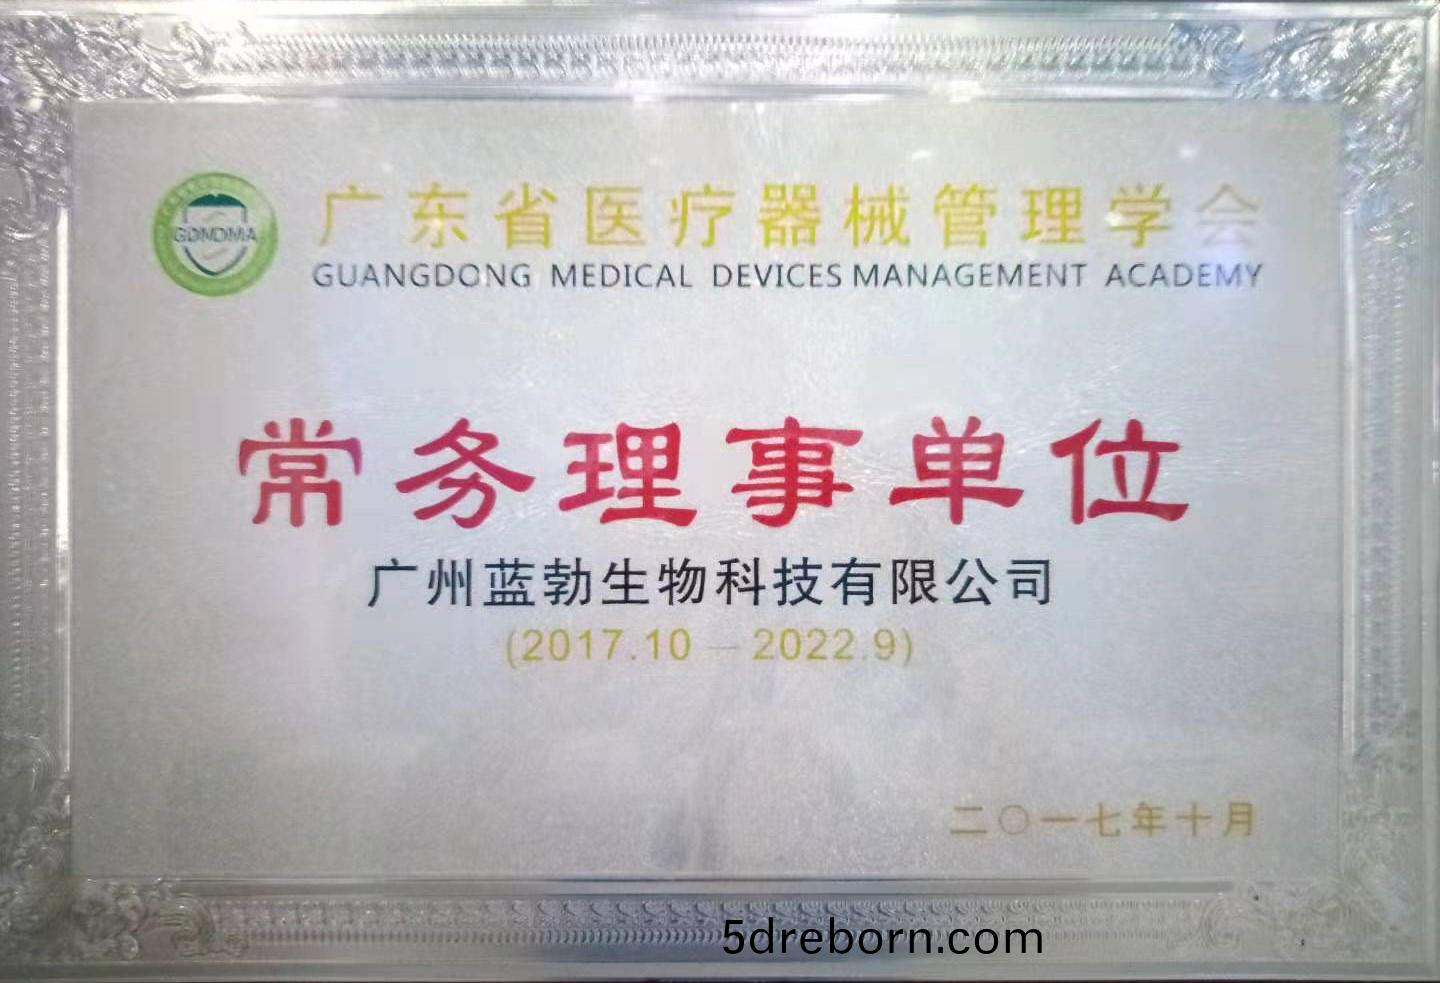 GDMDMA
广东省医疗器械管理学会
GUANGDONG MEDICAL DEVICES MANAGEMENT ACADEMY
常务理事单位
广州蓝勃生物科技有限公司
(2017.10 — 2022.9)
二〇一七年十月
5dreborn.com